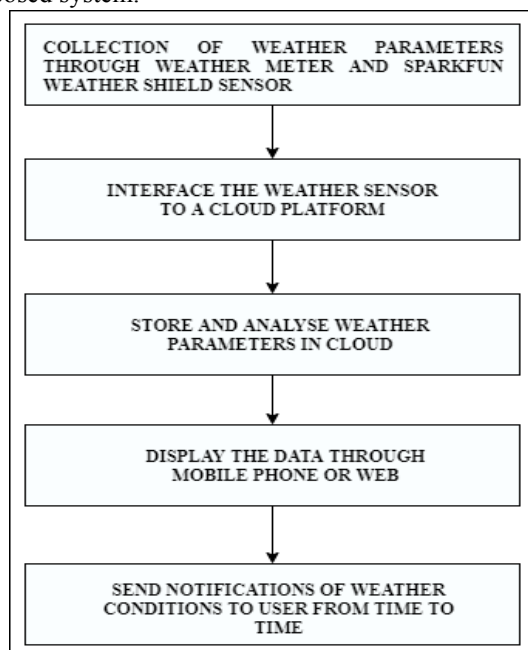 COLLECTION OF WEATHER PARAMETERS
THROUGH WEATHER METER AND SPARKFUN
WEATHER SHIELD SENSOR
INTERFACE THE WEATHER SENSOR
TO A CLOUD PLATFORM
STORE AND ANALYSE WEATHER
PARAMETERS IN CLOUD
DISPLAY THE DATA THROUGH
MOBILE PHONE OR WEB
SEND NOTIFICATIONS OF WEATHER
CONDITIONS TO USER FROM TIME TO
TIME